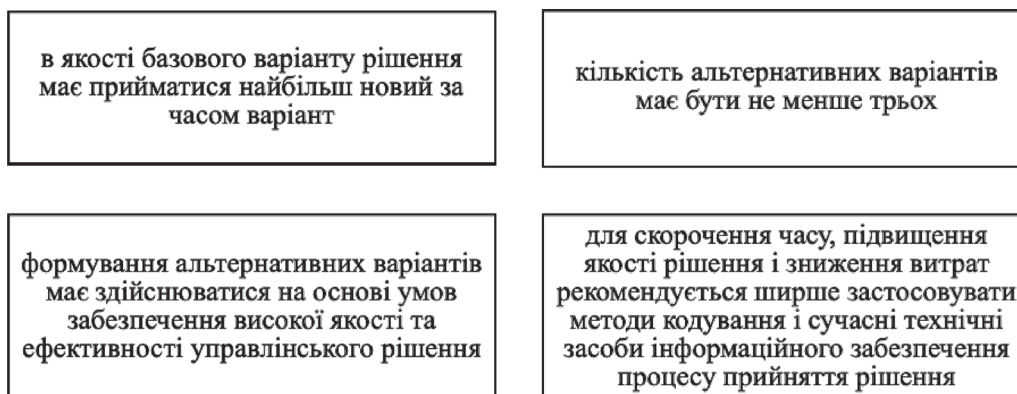 в якості базового варіанту рішення
має прийматися найбільш новий за
часом варіант
кількість альтернативних варіантів
має бути не менше трьох
формування альтернативних варіантів
має здійснюватися на основі умов
забезпечення високої якості та
ефективності управлінського рішення
для скорочення часу, підвищення
якості рішення і зниження витрат
рекомендується ширше застосовувати
методи кодування і сучасні технічні
засоби інформаційного забезпечення
процесу прийняття рішення